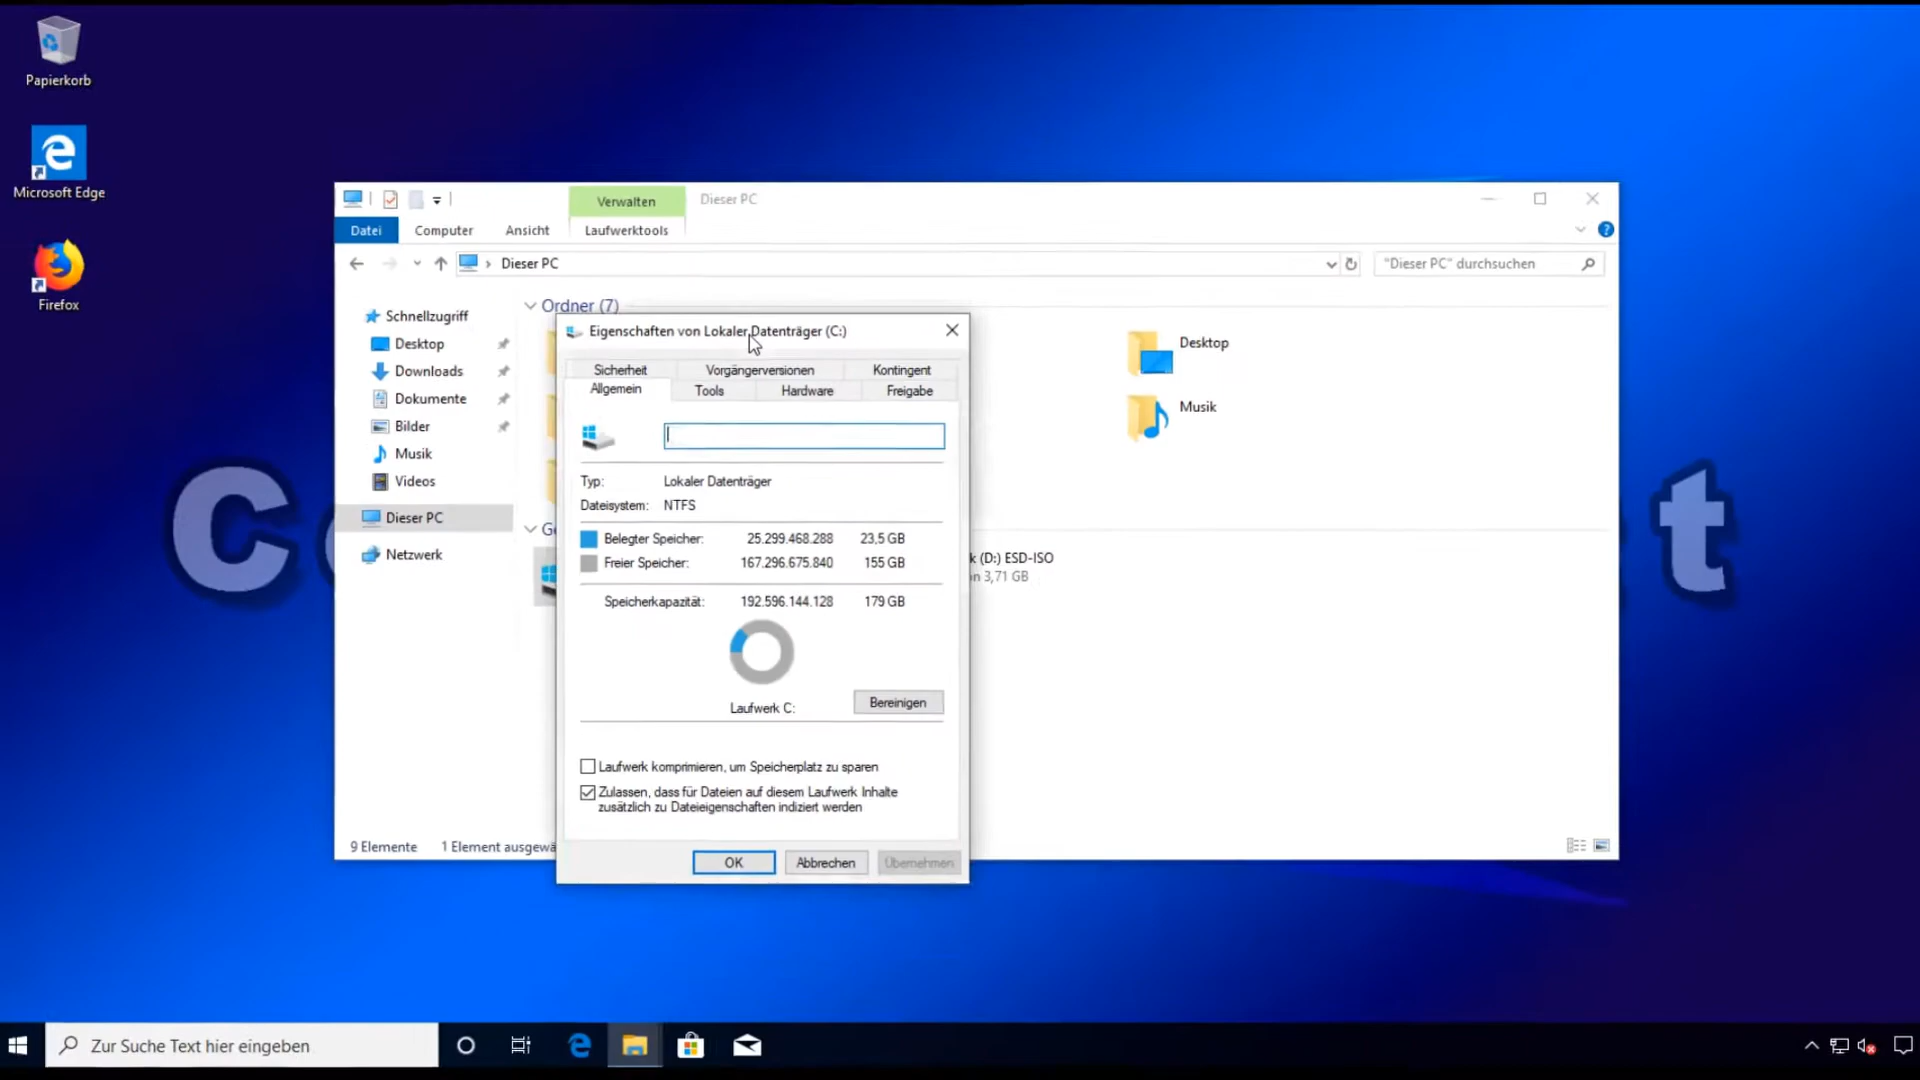 Papierkorb
Microsoft Edge
Firefox
Verwalten
Dieser PC
Datei
Computer
Ansicht
Laufwerktools
Dieser PC
"Dieser PC" durchsuchen
Schnellzugriff
Desktop
Downloads
Dokumente
Bilder
Musik
Videos
Dieser PC
Netzwerk
Ordner (7)
Desktop
Musik
(D:) ESD-ISO
3,71 GB
9 Elemente
1 Element
Eigenschaften von Lokaler Datenträger (C:)
Sicherheit
Vorgängerversionen
Kontingent
Allgemein
Tools
Hardware
Freigabe
Typ: Lokaler Datenträger
Dateisystem: NTFS
Belegter Speicher: 25.299.468.288 23,5 GB
Freier Speicher: 167.296.675.840 155 GB
Speicherkapazität: 192.596.144.128 179 GB
Laufwerk C:
Bereinigen
Laufwerk komprimieren, um Speicherplatz zu sparen
Zulassen, dass für Dateien auf diesem Laufwerk Inhalte
zusätzlich zu Dateieigenschaften indiziert werden
OK
Abbrechen
Übernehmen
Zur Suche Text hier eingeben